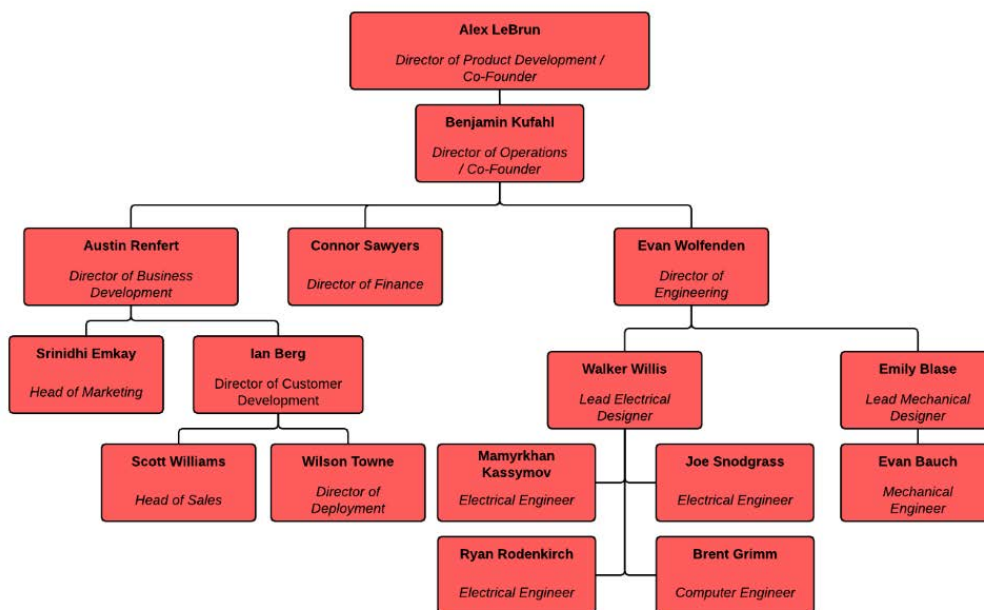 Alex LeBrun
Director of Product Development /
Co-Founder
Benjamin Kufahl
Director of Operations
/ Co-Founder
Austin Renfert
Director of Business
Development
Connor Sawyers
Director of Finance
Evan Wolfenden
Director of
Engineering
Srinidhi Emkay
Head of Marketing
Ian Berg
Director of Customer
Development
Walker Willis
Lead Electrical
Designer
Emily Blase
Lead Mechanical
Designer
Scott Williams
Head of Sales
Wilson Towne
Director of
Deployment
Mamyrkhan
Kassymov
Electrical Engineer
Joe Snodgrass
Electrical Engineer
Evan Bauch
Mechanical
Engineer
Ryan Rodenkirch
Electrical Engineer
Brent Grimm
Computer Engineer